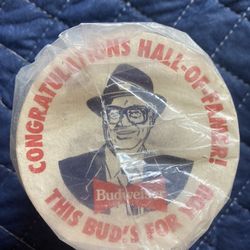 CONGRATULATIONS HALL-OF-FAMER!
Budweiser
THIS BUD'S FOR YOU